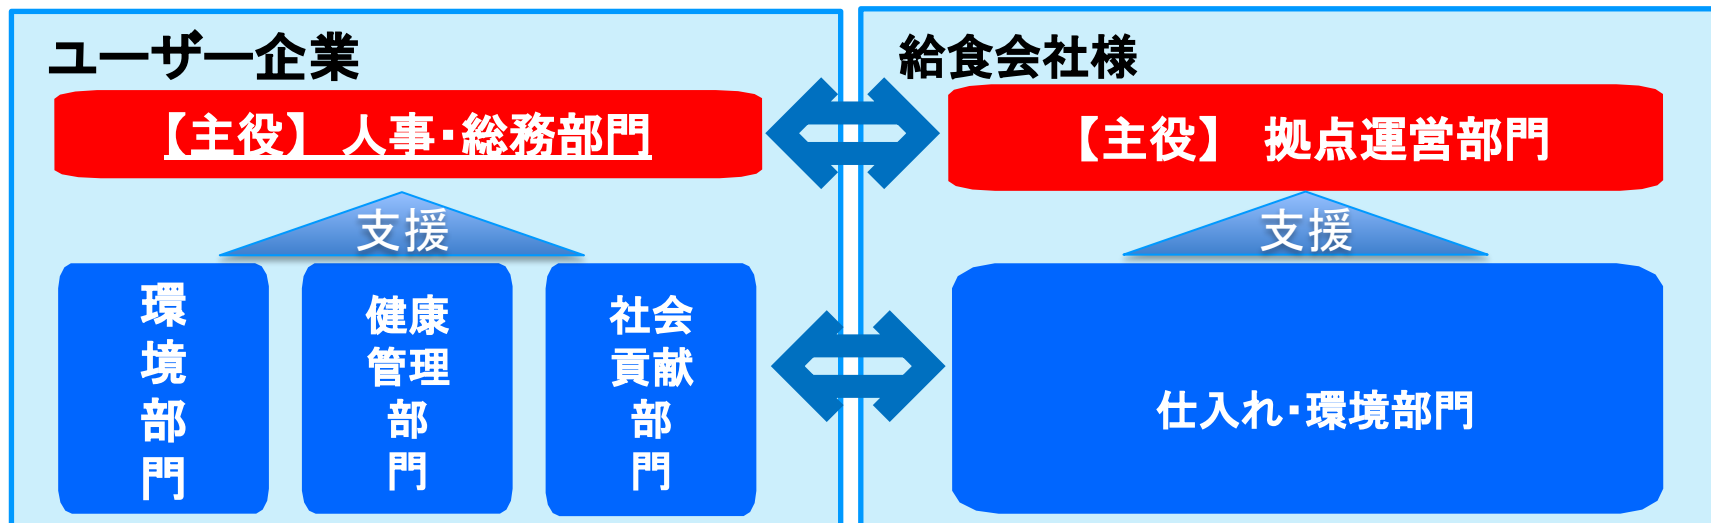 ユーザー企業
【主役】 人事・総務部門
支援
環
境
部
門
健康
管理
部
門
社会
貢献
部
門
給食会社様
【主役】 拠点運営部門
支援
仕入れ・環境部門